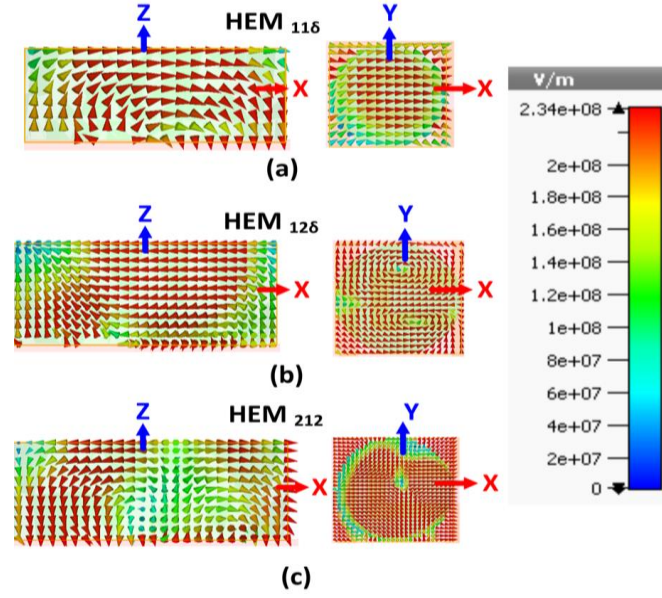 Z HEM 11δ Y
X X
(a)
Z HEM 12δ Y
X X
(b)
Z HEM 212 Y
X X
(c)
V/m
2.34e+08
2e+08
1.8e+08
1.6e+08
1.4e+08
1.2e+08
1e+08
8e+07
6e+07
4e+07
2e+07
0